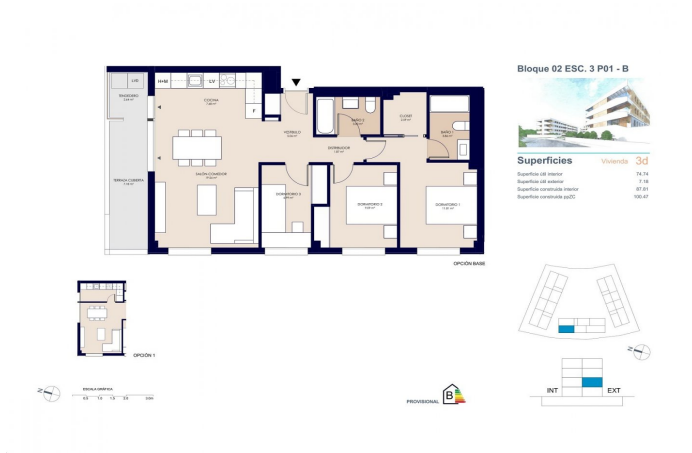 Bloque 02 ESC. 3 P01 - B
Superficies Vivienda 3d
Superficie útil interior 74.74
Superficie útil exterior 7.18
Superficie construida interior 87.81
Superficie construida ppZC 100.47
LVS
TENDEDERO
H+M
LV
COCINA
F
VESTÍBULO
BAÑO 2
CLOSET
BAÑO 1
DISTRIBUIDOR
SALÓN-COMEDOR
TERRAZA CUBIERTA
DORMITORIO 3
DORMITORIO 2
DORMITORIO 1
OPCIÓN BASE
OPCIÓN 1
N
ESCALA GRÁFICA
PROVISIONAL
B
N
INT
EXT